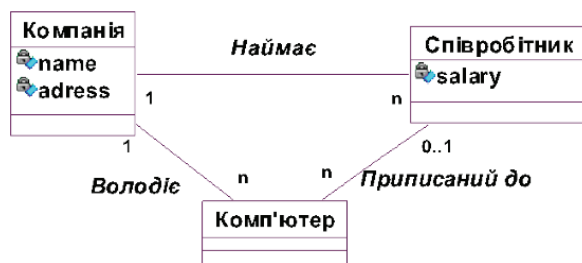 Компанія
name
adress
Наймає
Співробітник
salary
1
n
1
0..1
Володіє
n
n
Приписаний до
Комп'ютер